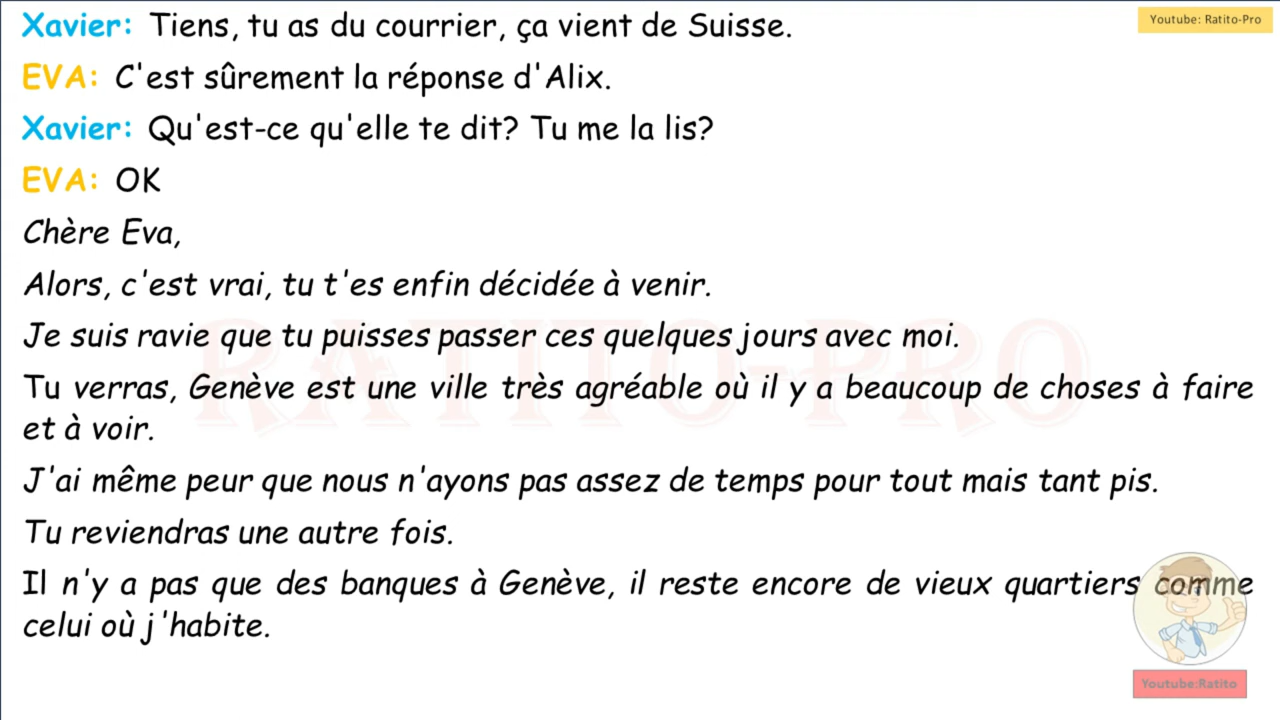 Youtube: Ratito-Pro
Xavier: Tiens, tu as du courrier, ça vient de Suisse.
EVA: C'est sûrement la réponse d'Alix.
Xavier: Qu'est-ce qu'elle te dit? Tu me la lis?
EVA: OK
Chère Eva,
Alors, c'est vrai, tu t'es enfin décidée à venir.
Je suis ravie que tu puisses passer ces quelques jours avec moi.
Tu verras, Genève est une ville très agréable où il y a beaucoup de choses à faire
et à voir.
J'ai même peur que nous n'ayons pas assez de temps pour tout mais tant pis.
Tu reviendras une autre fois.
Il n'y a pas que des banques à Genève, il reste encore de vieux quartiers comme
celui où j'habite.
RATITO-PRO
Youtube:Ratito